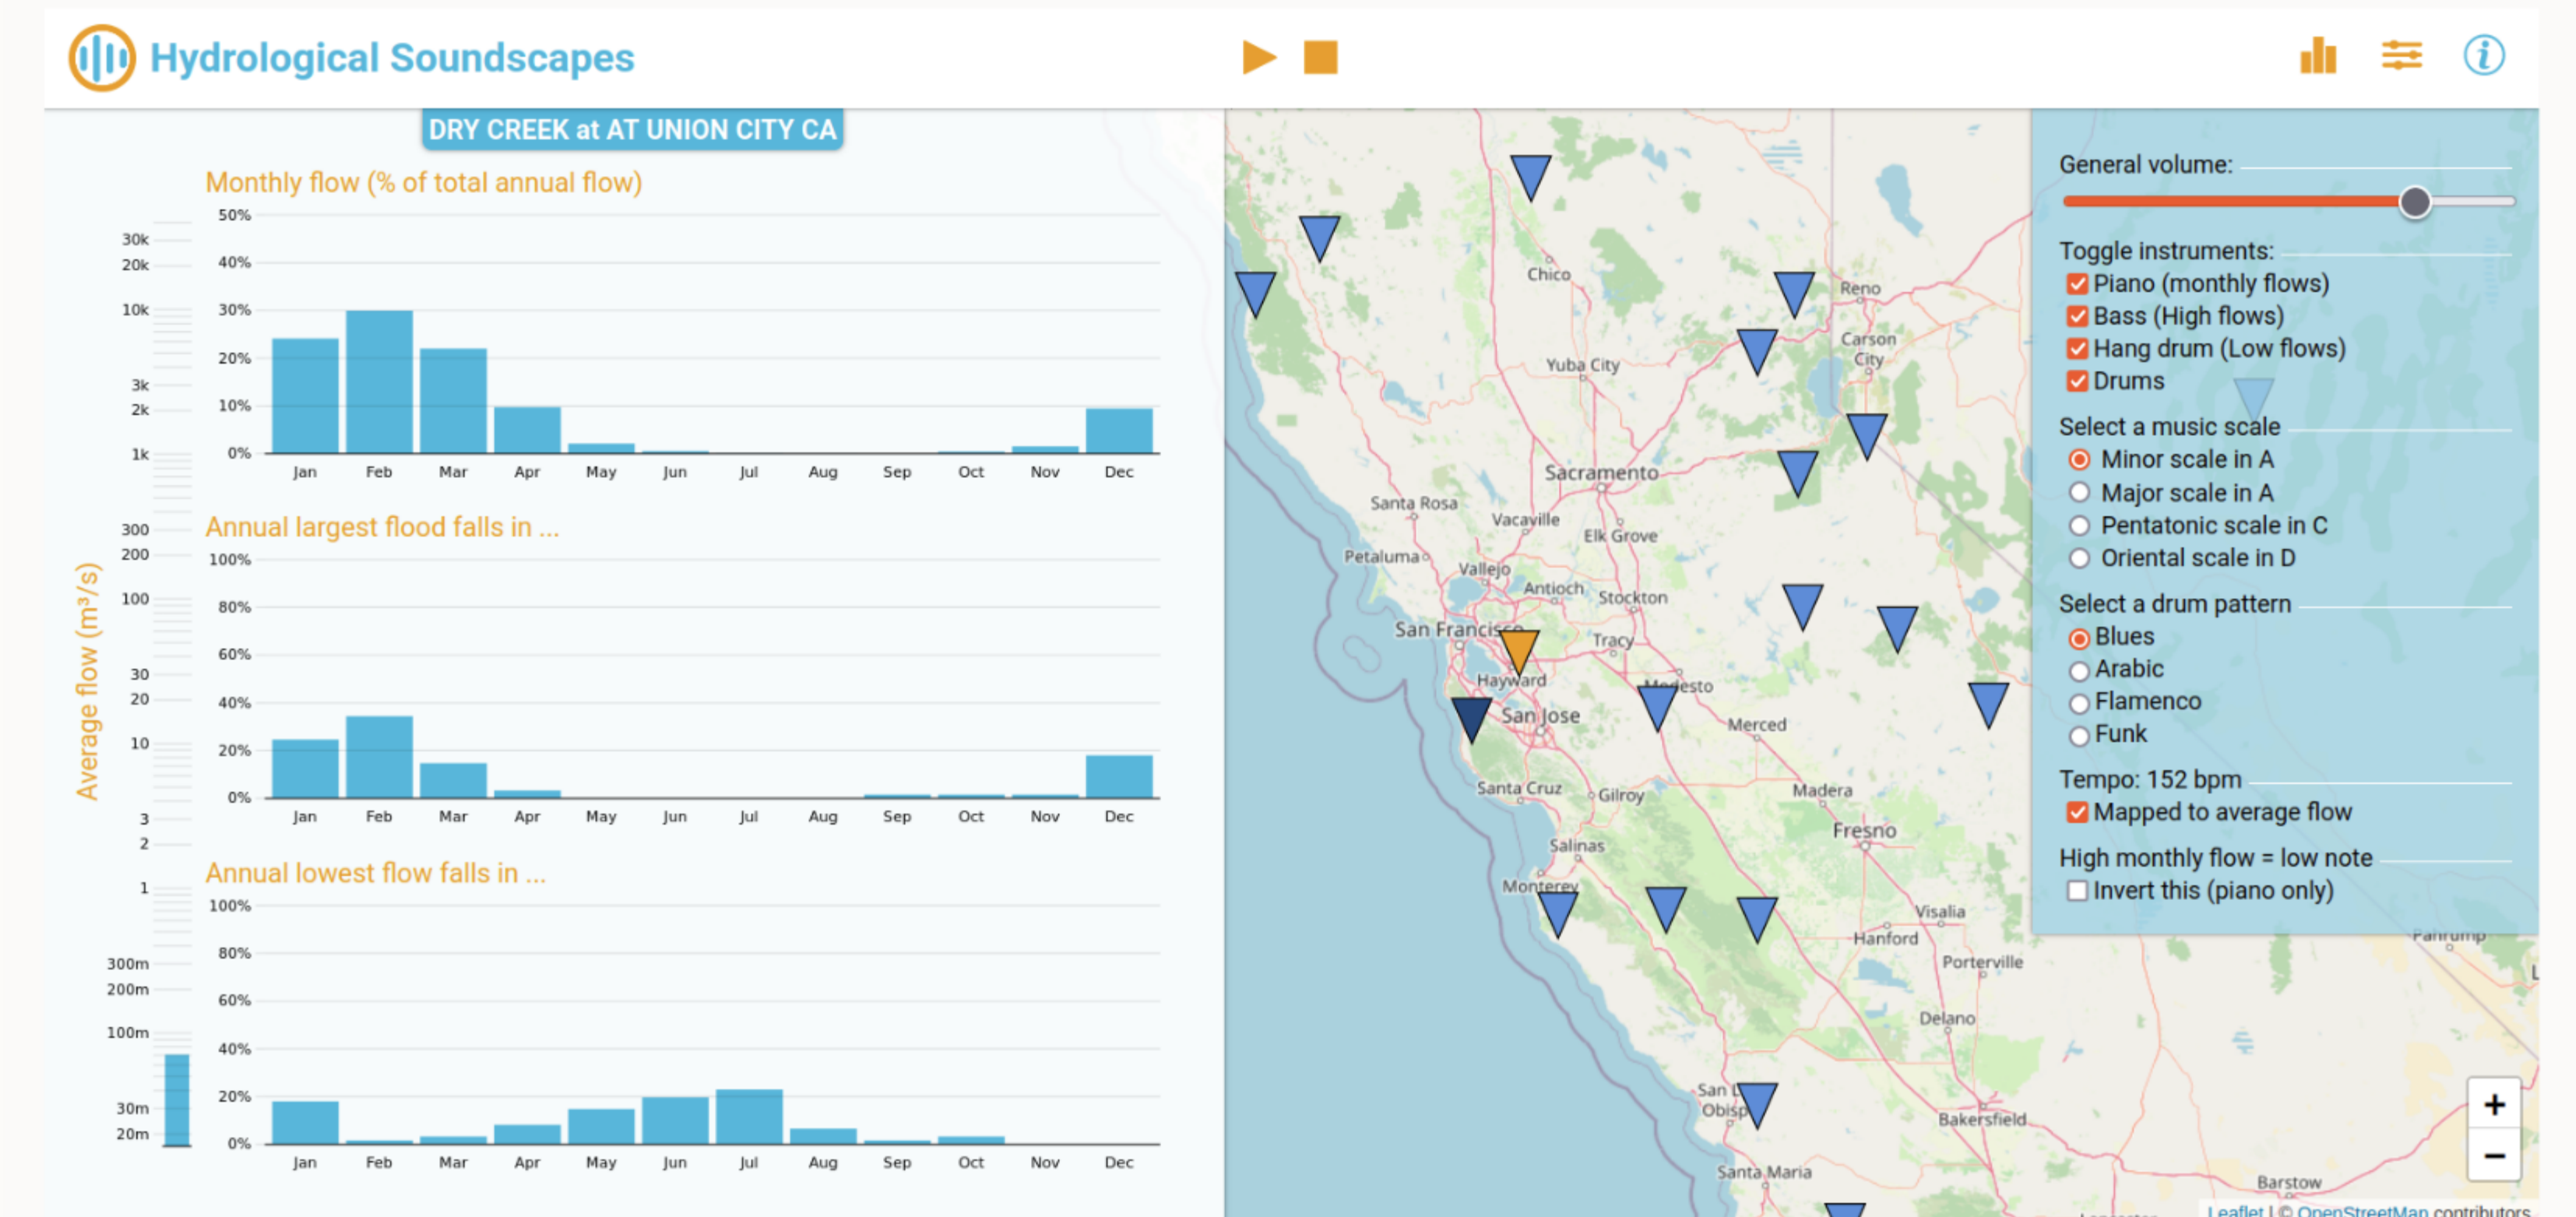 Hydrological Soundscapes
DRY CREEK at AT UNION CITY CA
Average flow (m³/s)
30k
20k
10k
3k
2k
1k
300
200
100
30
20
10
3
2
1
300m
200m
100m
30m
20m
Monthly flow (% of total annual flow)
50%
40%
30%
20%
10%
0%
Jan Feb Mar Apr May Jun Jul Aug Sep Oct Nov Dec
Annual largest flood falls in ...
100%
80%
60%
40%
20%
0%
Jan Feb Mar Apr May Jun Jul Aug Sep Oct Nov Dec
Annual lowest flow falls in ...
100%
80%
60%
40%
20%
0%
Jan Feb Mar Apr May Jun Jul Aug Sep Oct Nov Dec
Chico
Reno
Carson
City
Yuba City
Sacramento
Santa Rosa
Vacaville
Elk Grove
Petaluma
Vallejo
Antioch
Stockton
San Francisco
Tracy
Hayward
Modesto
San Jose
Merced
Santa Cruz
Gilroy
Madera
Fresno
Salinas
Monterey
Visalia
Hanford
Porterville
Pahrump
Delano
San L
Obisp
Bakersfield
Santa Maria
Barstow
General volume:
Toggle instruments:
Piano (monthly flows)
Bass (High flows)
Hang drum (Low flows)
Drums
Select a music scale
Minor scale in A
Major scale in A
Pentatonic scale in C
Oriental scale in D
Select a drum pattern
Blues
Arabic
Flamenco
Funk
Tempo: 152 bpm
Mapped to average flow
High monthly flow = low note
Invert this (piano only)
+
−
Leaflet | © OpenStreetMap contributors